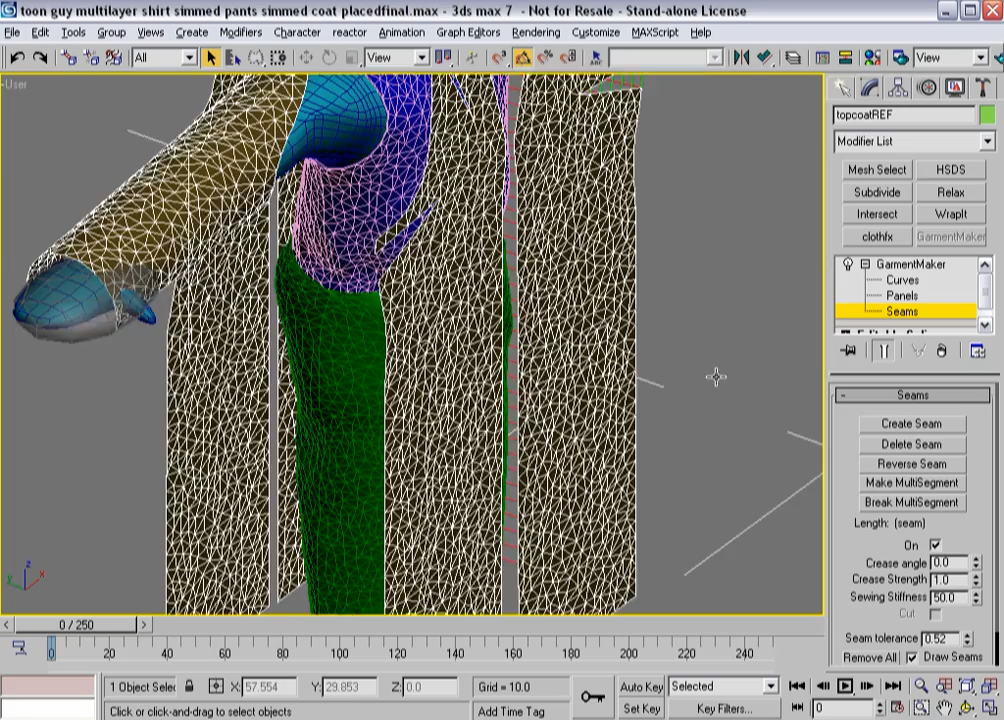 toon guy multilayer shirt simmed pants simmed coat placedfinal.max - 3ds max 7 - Not for Resale - Stand-alone License
File Edit Tools Group Views Create Modifiers Character reactor Animation Graph Editors Rendering Customize MAXScript Help
All View View
User
topcoatREF
Modifier List
Mesh Select HSDS
Subdivide Relax
Intersect WrapIt
clothfx GarmentMaker
GarmentMaker
Curves
Panels
Seams
- Seams
Create Seam
Delete Seam
Reverse Seam
Make MultiSegment
Break MultiSegment
Length: (seam)
On
Crease angle 0.0
Crease Strength 1.0
Sewing Stiffness 50.0
Cut
Seam tolerance 0.52
Remove All Draw Seams
z x y
< 0 / 250 >
0 20 40 60 80 100 120 140 160 180 200 220 240
1 Object Selec X: 57.554 Y: 29.853 Z: 0.0 Grid = 10.0 Auto Key Selected
Click or click-and-drag to select objects Add Time Tag Set Key Key Filters... 0